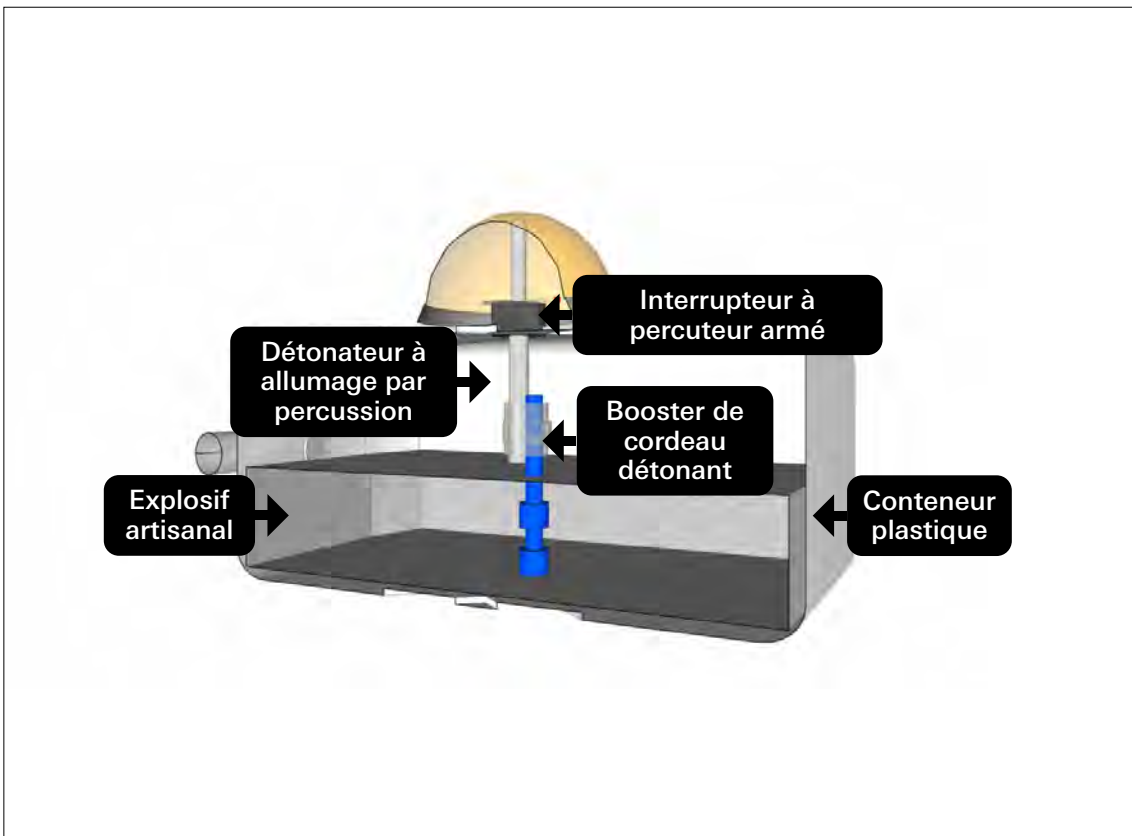 Interrupteur à
percuteur armé
Détonateur à
allumage par
percussion
Booster de
cordeau
détonant
Explosif
artisanal
Conteneur
plastique